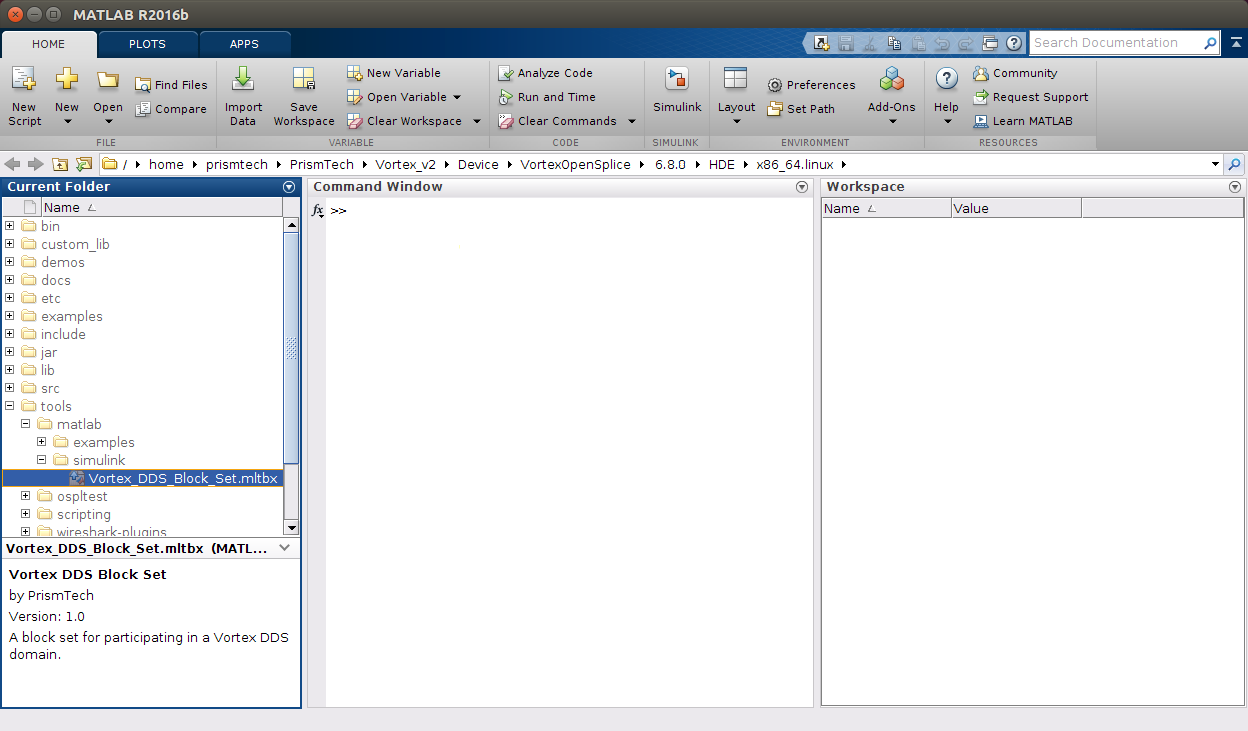 MATLAB R2016b
HOME PLOTS APPS
Search Documentation
New Script
New
Open
Find Files
Compare
FILE
Import Data
Save Workspace
New Variable
Open Variable
Clear Workspace
VARIABLE
Analyze Code
Run and Time
Clear Commands
CODE
Simulink
SIMULINK
Layout
Preferences
Set Path
Add-Ons
ENVIRONMENT
Help
Community
Request Support
Learn MATLAB
RESOURCES
/ home prismtech PrismTech Vortex_v2 Device VortexOpenSplice 6.8.0 HDE x86_64.linux
Current Folder
Name
bin
custom_lib
demos
docs
etc
examples
include
jar
lib
src
tools
matlab
examples
simulink
Vortex_DDS_Block_Set.mltbx
ospltest
scripting
wireshark-plugins
Vortex_DDS_Block_Set.mltbx (MATL...
Vortex DDS Block Set
by PrismTech
Version: 1.0
A block set for participating in a Vortex DDS
domain.
Command Window
fx >>
Workspace
Name Value